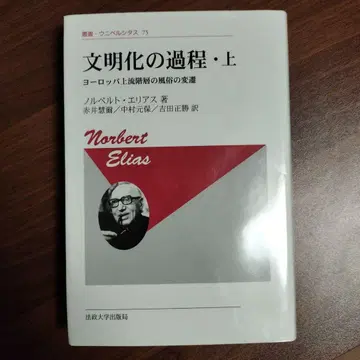 叢書・ウニベルシタス 75
文明化の過程・上
ヨーロッパ上流階層の風俗の変遷
ノルベルト・エリアス 著
赤井慧爾／中村元保／吉田正勝 訳
Norbert
Elias
法政大学出版局